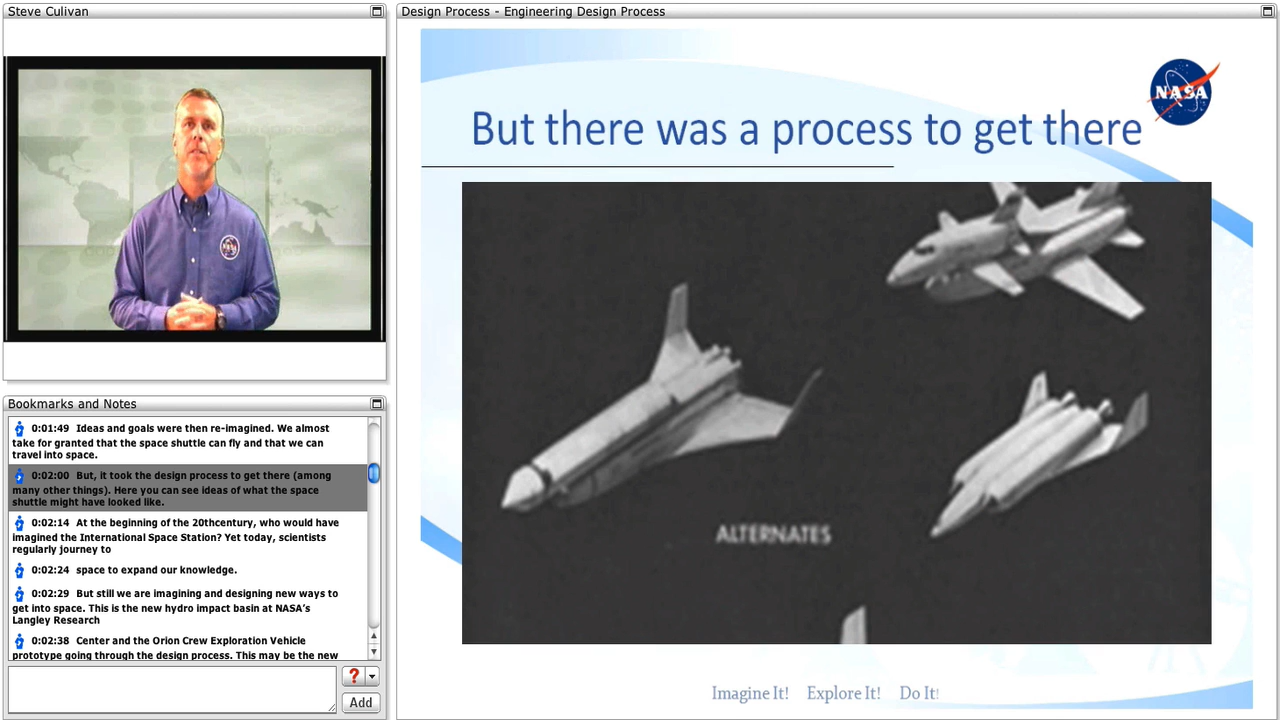 Steve Culivan
Design Process - Engineering Design Process
NASA
But there was a process to get there
ALTERNATES
Imagine It! Explore It! Do It!
Bookmarks and Notes
0:01:49 Ideas and goals were then re-imagined. We almost
take for granted that the space shuttle can fly and that we can
travel into space.
0:02:00 But, it took the design process to get there (among
many other things). Here you can see ideas of what the space
shuttle might have looked like.
0:02:14 At the beginning of the 20thcentury, who would have
imagined the International Space Station? Yet today, scientists
regularly journey to
0:02:24 space to expand our knowledge.
0:02:29 But still we are imagining and designing new ways to
get into space. This is the new hydro impact basin at NASA's
Langley Research
0:02:38 Center and the Orion Crew Exploration Vehicle
prototype going through the design process. This may be the new
?
Add